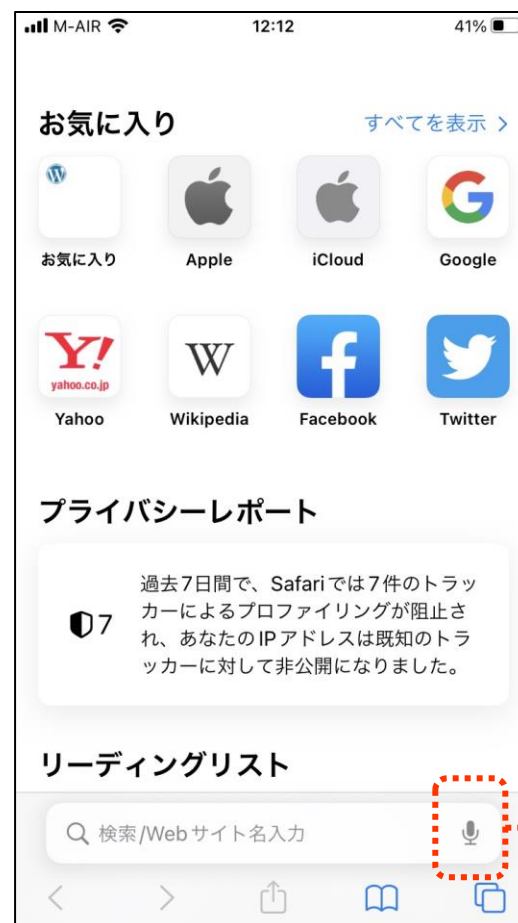 M-AIR 12:12 41%
お気に入り すべてを表示 >
お気に入り Apple iCloud Google
Y!
yahoo.co.jp
W
Yahoo Wikipedia Facebook Twitter
プライバシーレポート
過去7日間で、Safariでは7件のトラッ
7 カーによるプロファイリングが阻止さ
れ、あなたのIPアドレスは既知のトラ
ッカーに対して非公開になりました。
リーディングリスト
検索/Webサイト名入力